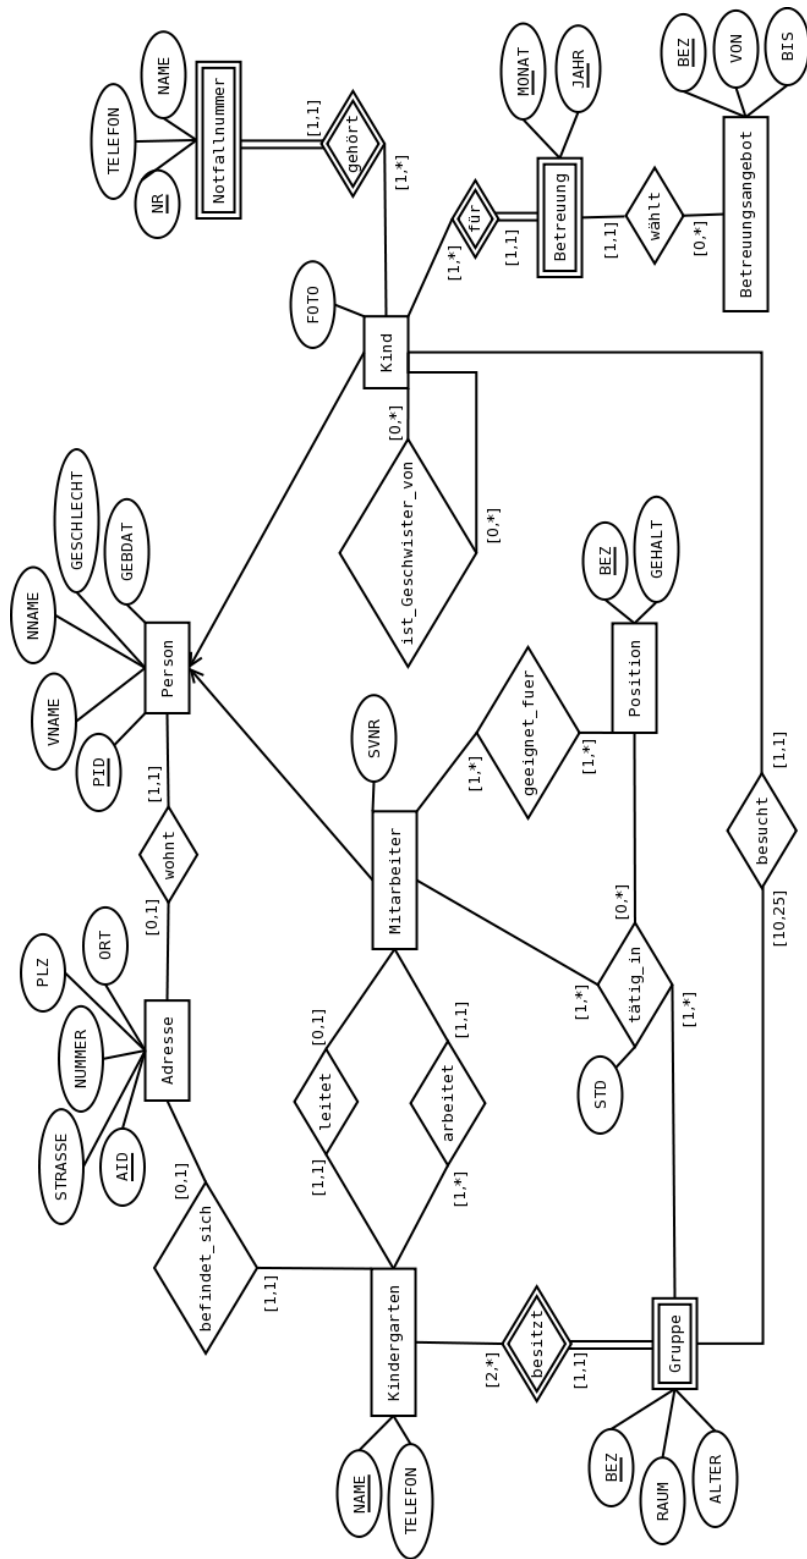 STRASSE
NUMMER
PLZ
ORT
AID
Adresse
VNAME
NNAME
GESCHLECHT
GEBDAT
PID
Person
TELEFON
NR
NAME
Notfallnummer
[0,1]
wohnt
[1,1]
[0,1]
befindet_sich
[1,1]
[1,1]
leitet
[0,1]
FOTO
[1,1]
gehört
[1,*]
NAME
TELEFON
Kindergarten
SVNR
Mitarbeiter
Kind
[0,*]
ist_Geschwister_von
[0,*]
[1,*]
arbeitet
[1,1]
[1,*]
für
[1,1]
MONAT
JAHR
Betreuung
[2,*]
besitzt
[1,1]
[1,*]
geeignet_fuer
[1,*]
STD
[1,*]
tätig_in
[0,*]
[1,*]
BEZ
GEHALT
Position
[1,1]
wählt
[0,*]
BEZ
RAUM
ALTER
Gruppe
[10,25]
besucht
[1,1]
BEZ
VON
BIS
Betreuungsangebot